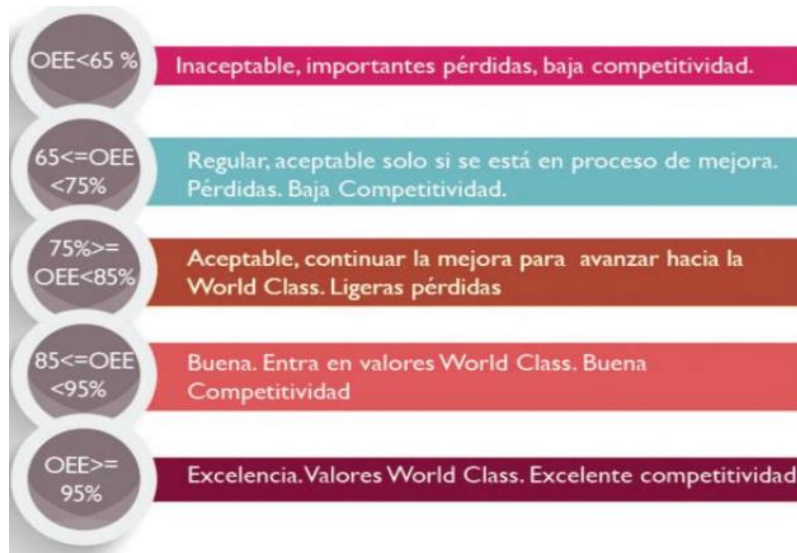 OEE<65 %
Inaceptable, importantes pérdidas, baja competitividad.
65<=OEE
<75%
Regular, aceptable solo si se está en proceso de mejora.
Pérdidas. Baja Competitividad.
75%>=
OEE<85%
Aceptable, continuar la mejora para avanzar hacia la
World Class. Ligeras pérdidas
85<=OEE
<95%
Buena. Entra en valores World Class. Buena
Competitividad
OEE>=
95%
Excelencia. Valores World Class. Excelente competitividad